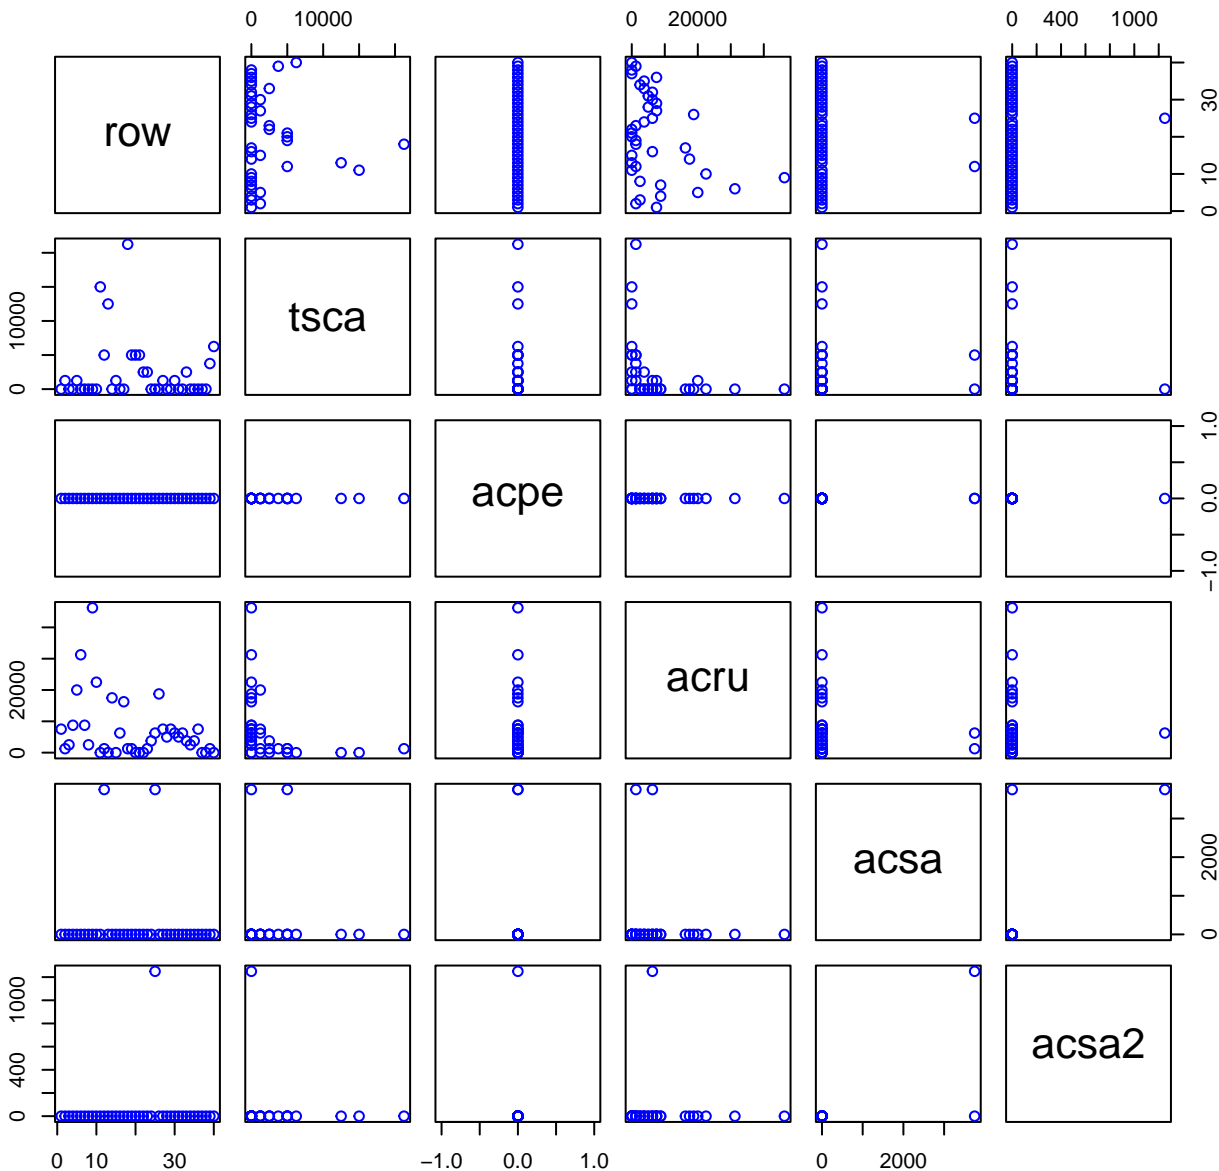 0 10000 0 20000 0 400 1000
row 0 10 30
0 10000 tsca
acpe -1.0 0.0 1.0
0 20000 acru
acsa 0 2000
0 400 1000 acsa2
0 10 30 -1.0 0.0 1.0 0 2000